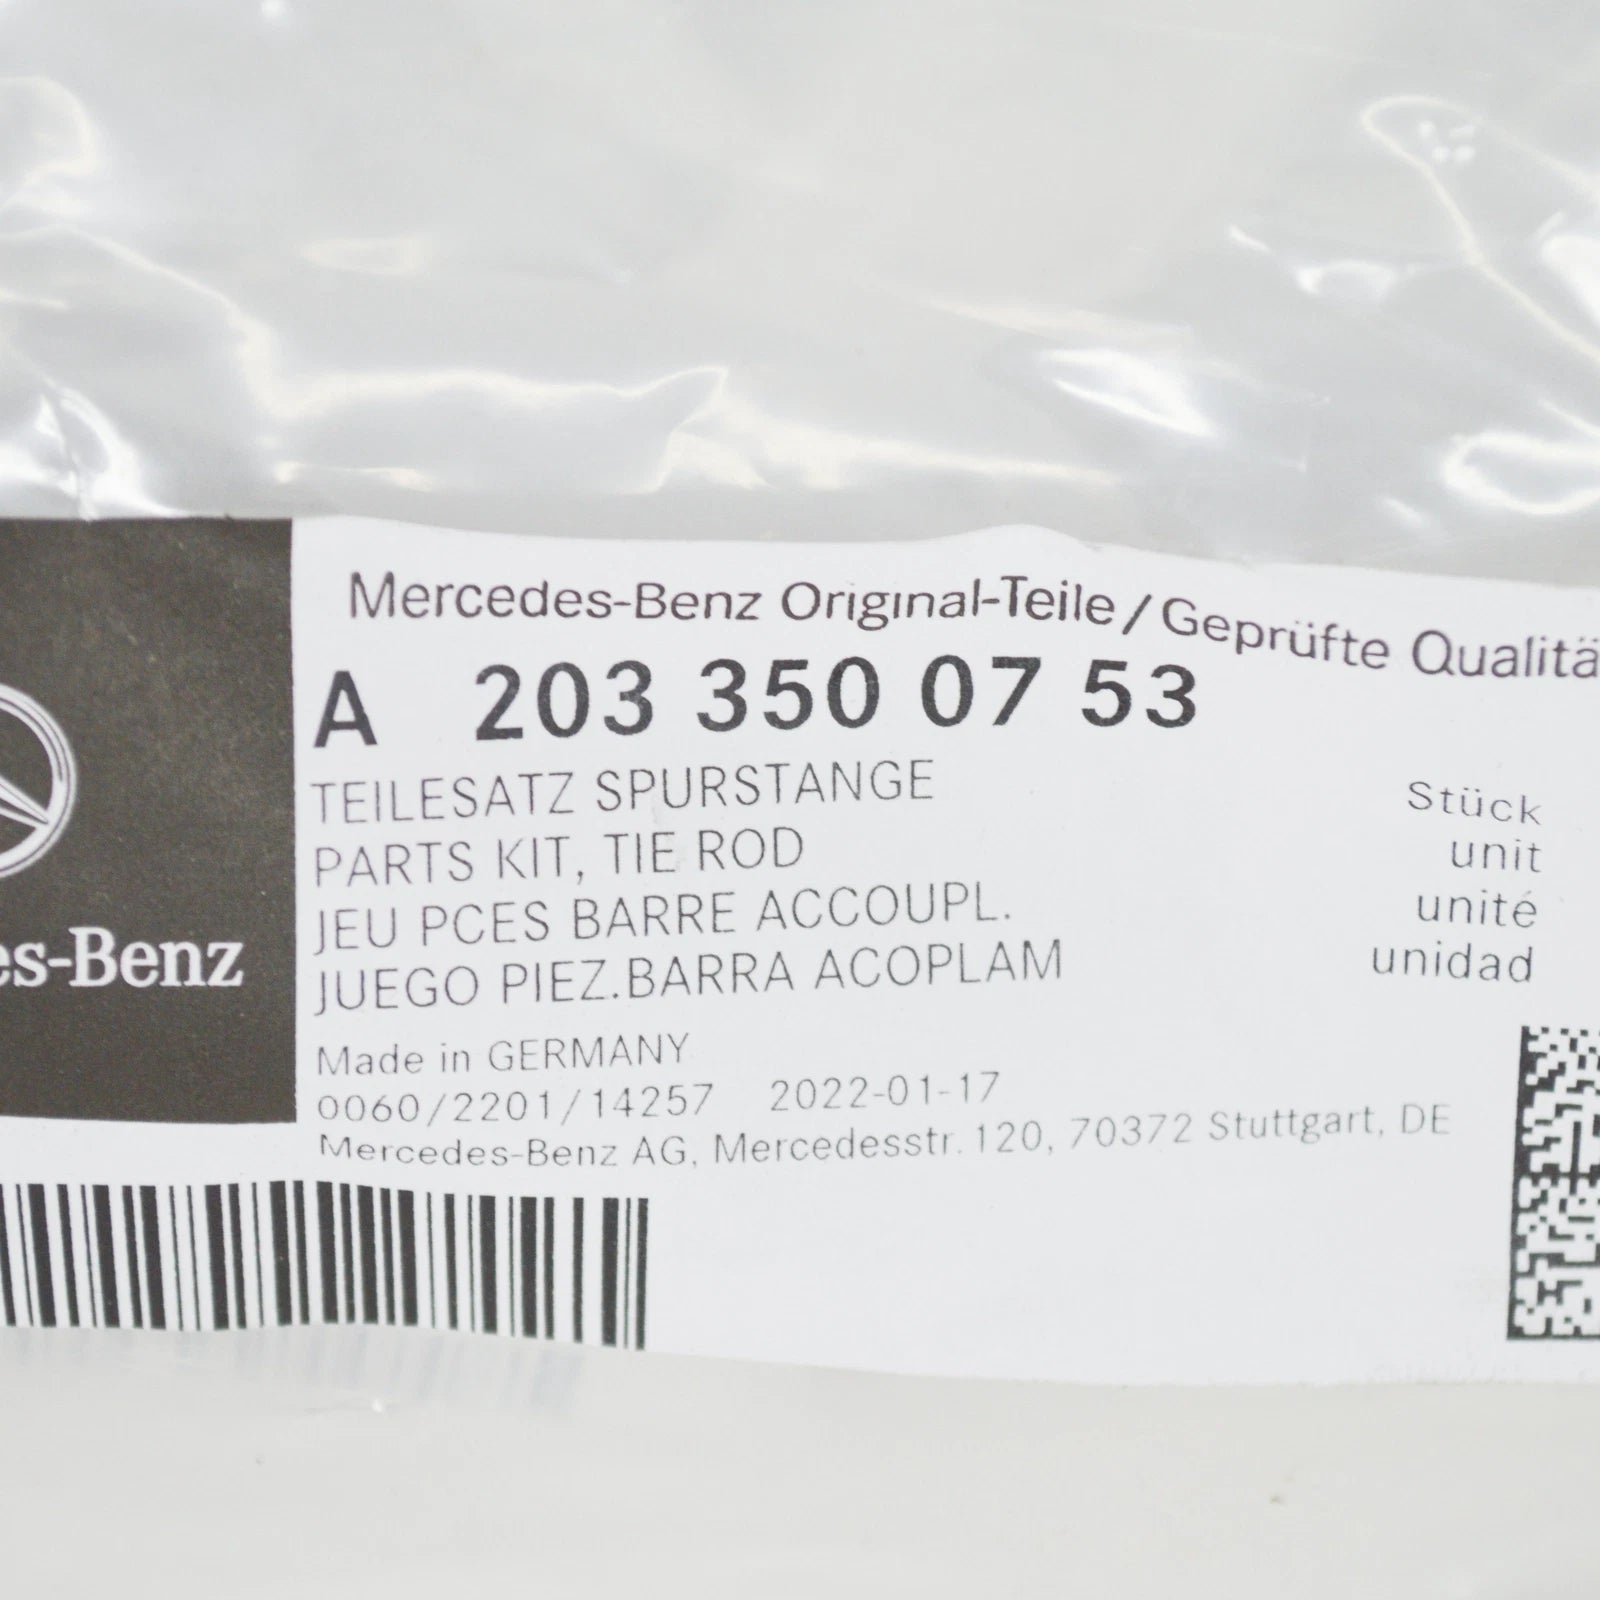 Mercedes-Benz Original-Teile/Geprüfte Qualitä
A 203 350 07 53
TEILESATZ SPURSTANGE
PARTS KIT, TIE ROD
JEU PCES BARRE ACCOUPL.
JUEGO PIEZ.BARRA ACOPLAM
Stück
unit
unité
unidad
es-Benz
Made in GERMANY
0060/2201/14257 2022-01-17
Mercedes-Benz AG, Mercedesstr. 120, 70372 Stuttgart, DE